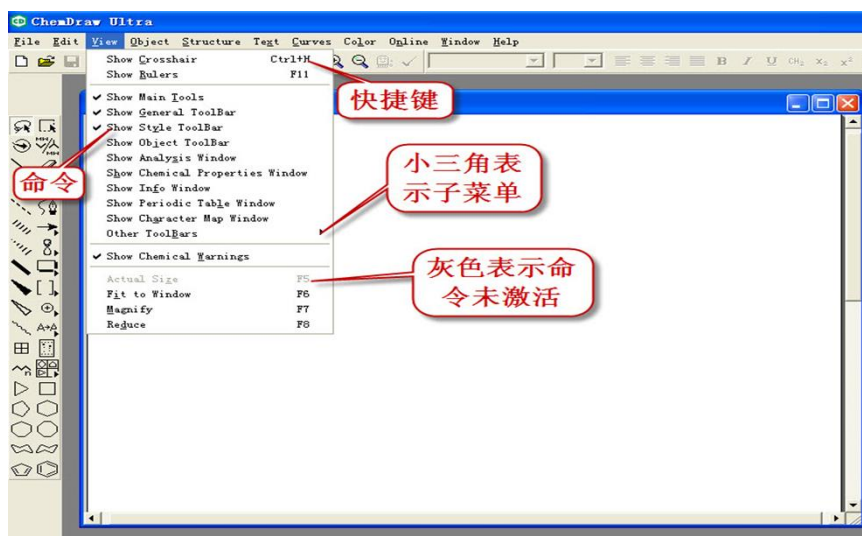 ChemDraw Ultra
File Edit View Object Structure Text Curves Color Online Window Help
Show Crosshair Ctrl+H
Show Rulers F11
B I U CH₂ X₂ X²
快捷键
✓ Show Main Tools
✓ Show General ToolBar
✓ Show Style ToolBar
Show Object ToolBar
Show Analysis Window
Show Chemical Properties Window
Show Info Window
Show Periodic Table Window
Show Character Map Window
Other ToolBars
命令
小三角表
示子菜单
✓ Show Chemical Warnings
Actual Size F5
Fit to Window F6
Magnify F7
Reduce F8
灰色表示命
令未激活